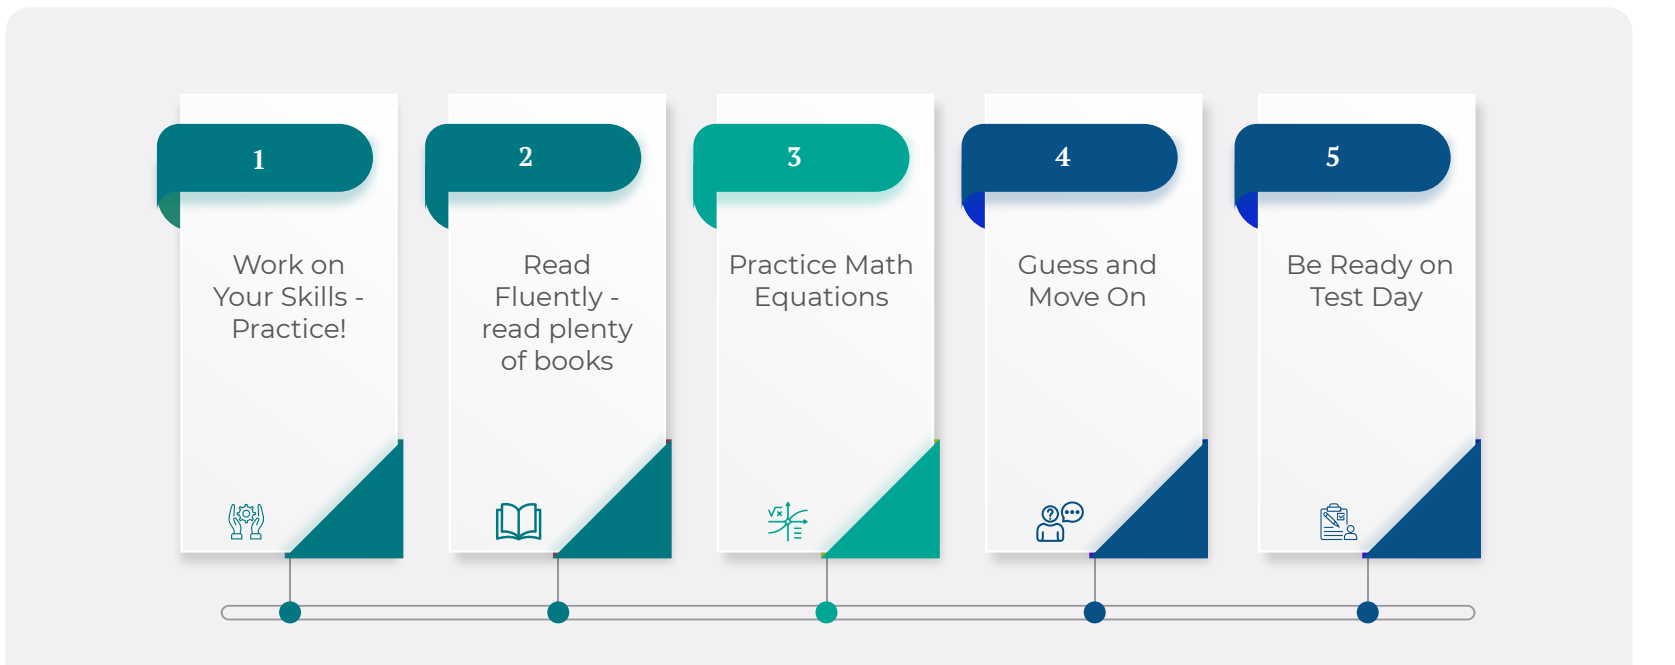 1
Work on
Your Skills -
Practice!
2
Read
Fluently -
read plenty
of books
3
Practice Math
Equations
4
Guess and
Move On
5
Be Ready on
Test Day